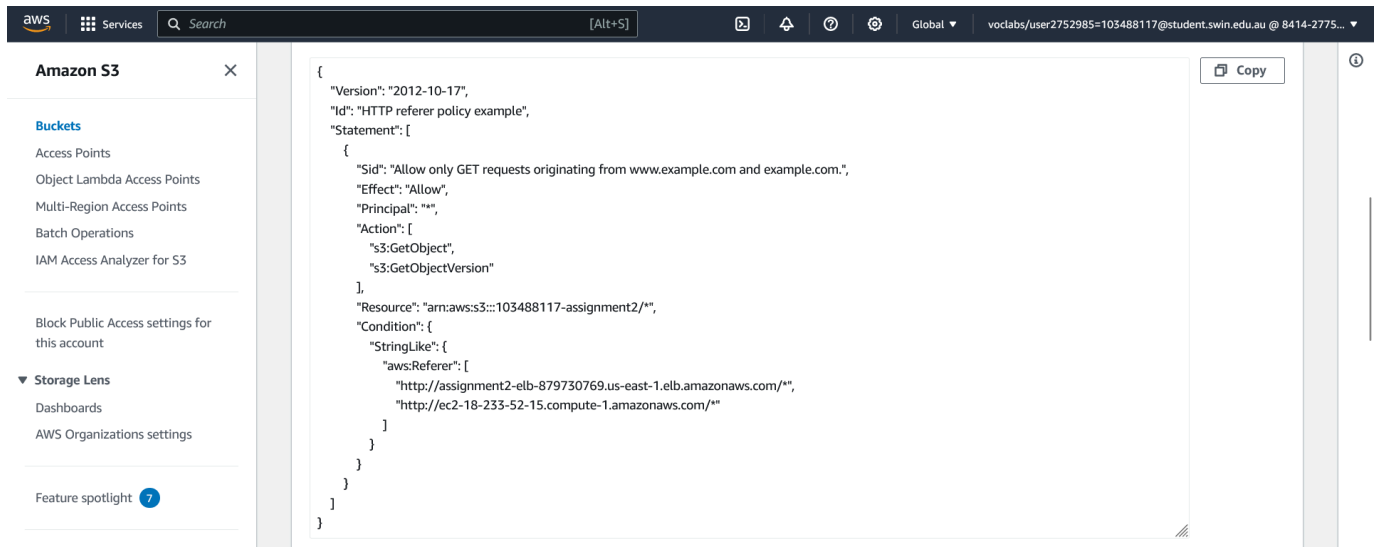 aws
Services
Search
[Alt+S]
Global
voclabs/user2752985=103488117@student.swin.edu.au @ 8414-2775...
Amazon S3
Buckets
Access Points
Object Lambda Access Points
Multi-Region Access Points
Batch Operations
IAM Access Analyzer for S3
Block Public Access settings for
this account
Storage Lens
Dashboards
AWS Organizations settings
Feature spotlight 7
{
"Version": "2012-10-17",
"Id": "HTTP referer policy example",
"Statement": [
{
"Sid": "Allow only GET requests originating from www.example.com and example.com.",
"Effect": "Allow",
"Principal": "*",
"Action": [
"s3:GetObject",
"s3:GetObjectVersion"
],
"Resource": "arn:aws:s3:::103488117-assignment2/*",
"Condition": {
"StringLike": {
"aws:Referer": [
"http://assignment2-elb-879730769.us-east-1.elb.amazonaws.com/*",
"http://ec2-18-233-52-15.compute-1.amazonaws.com/*"
]
}
}
}
]
}
Copy